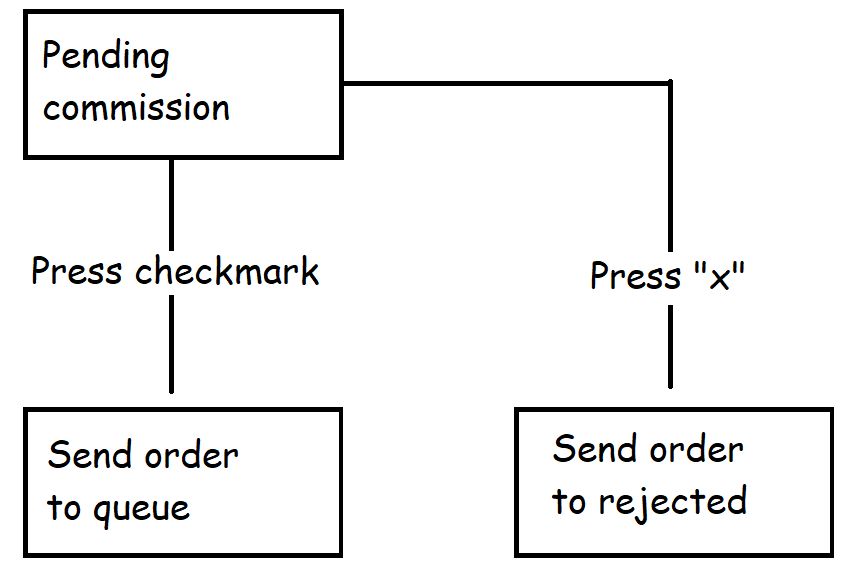 Pending
commission
Press checkmark
Press "x"
Send order
to queue
Send order
to rejected